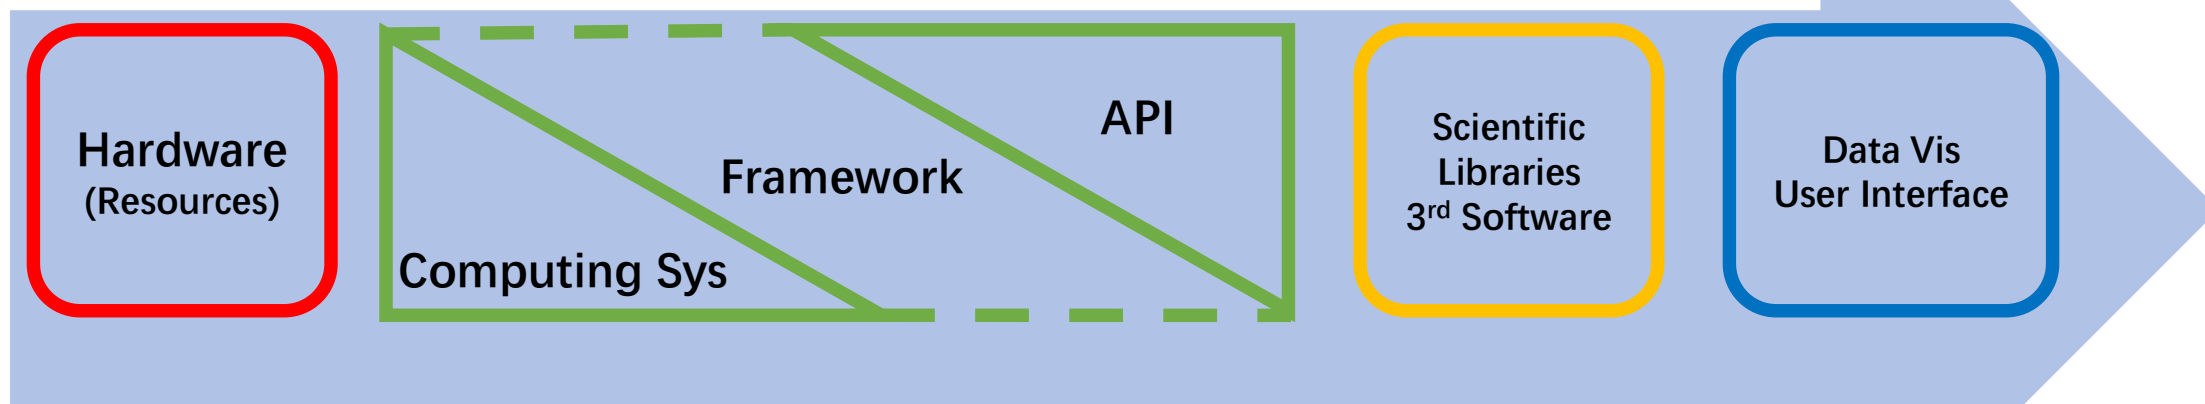 Hardware
(Resources)
Computing Sys
Framework
API
Scientific
Libraries
3rd Software
Data Vis
User Interface